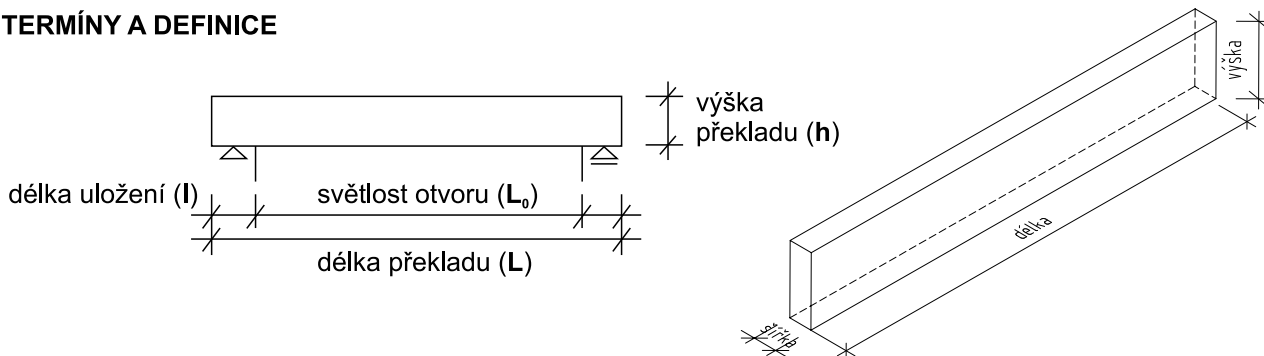 TERMÍNY A DEFINICE
výška
překladu (h)
délka uložení (l)
světlost otvoru (L₀)
délka překladu (L)
výška
délka
šířka